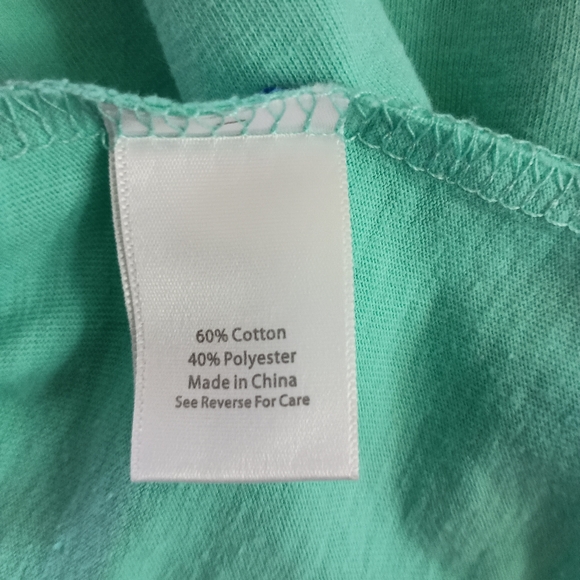 60% Cotton
40% Polyester
Made in China
See Reverse For Care